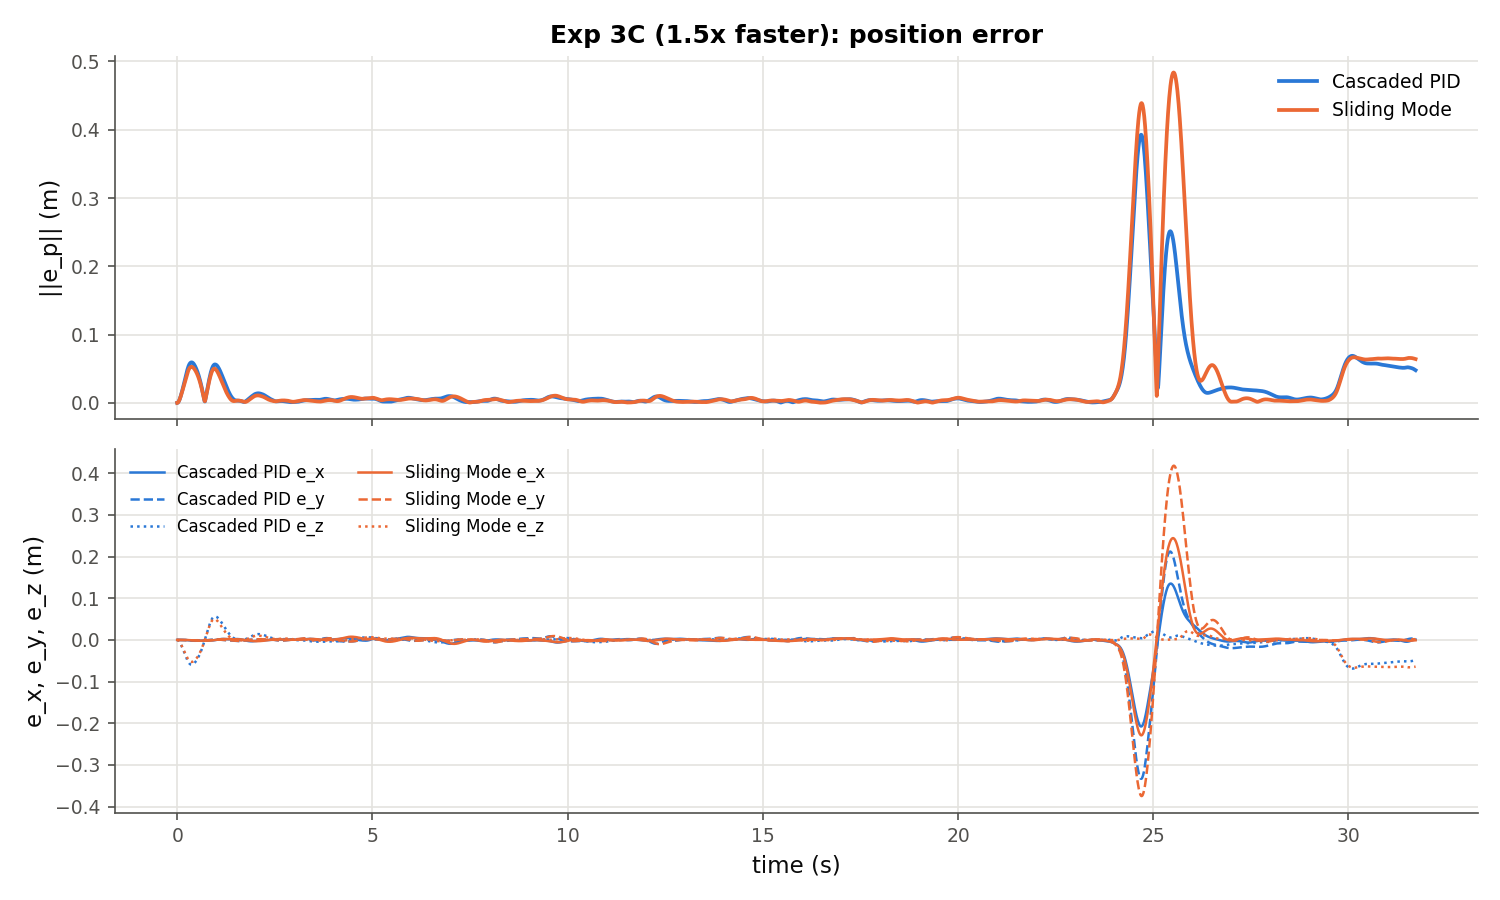 Exp 3C (1.5x faster): position error
||e_p|| (m)
0.5
0.4
0.3
0.2
0.1
0.0
Cascaded PID
Sliding Mode
e_x, e_y, e_z (m)
0.4
0.3
0.2
0.1
0.0
−0.1
−0.2
−0.3
−0.4
Cascaded PID e_x
Cascaded PID e_y
Cascaded PID e_z
Sliding Mode e_x
Sliding Mode e_y
Sliding Mode e_z
0 5 10 15 20 25 30
time (s)